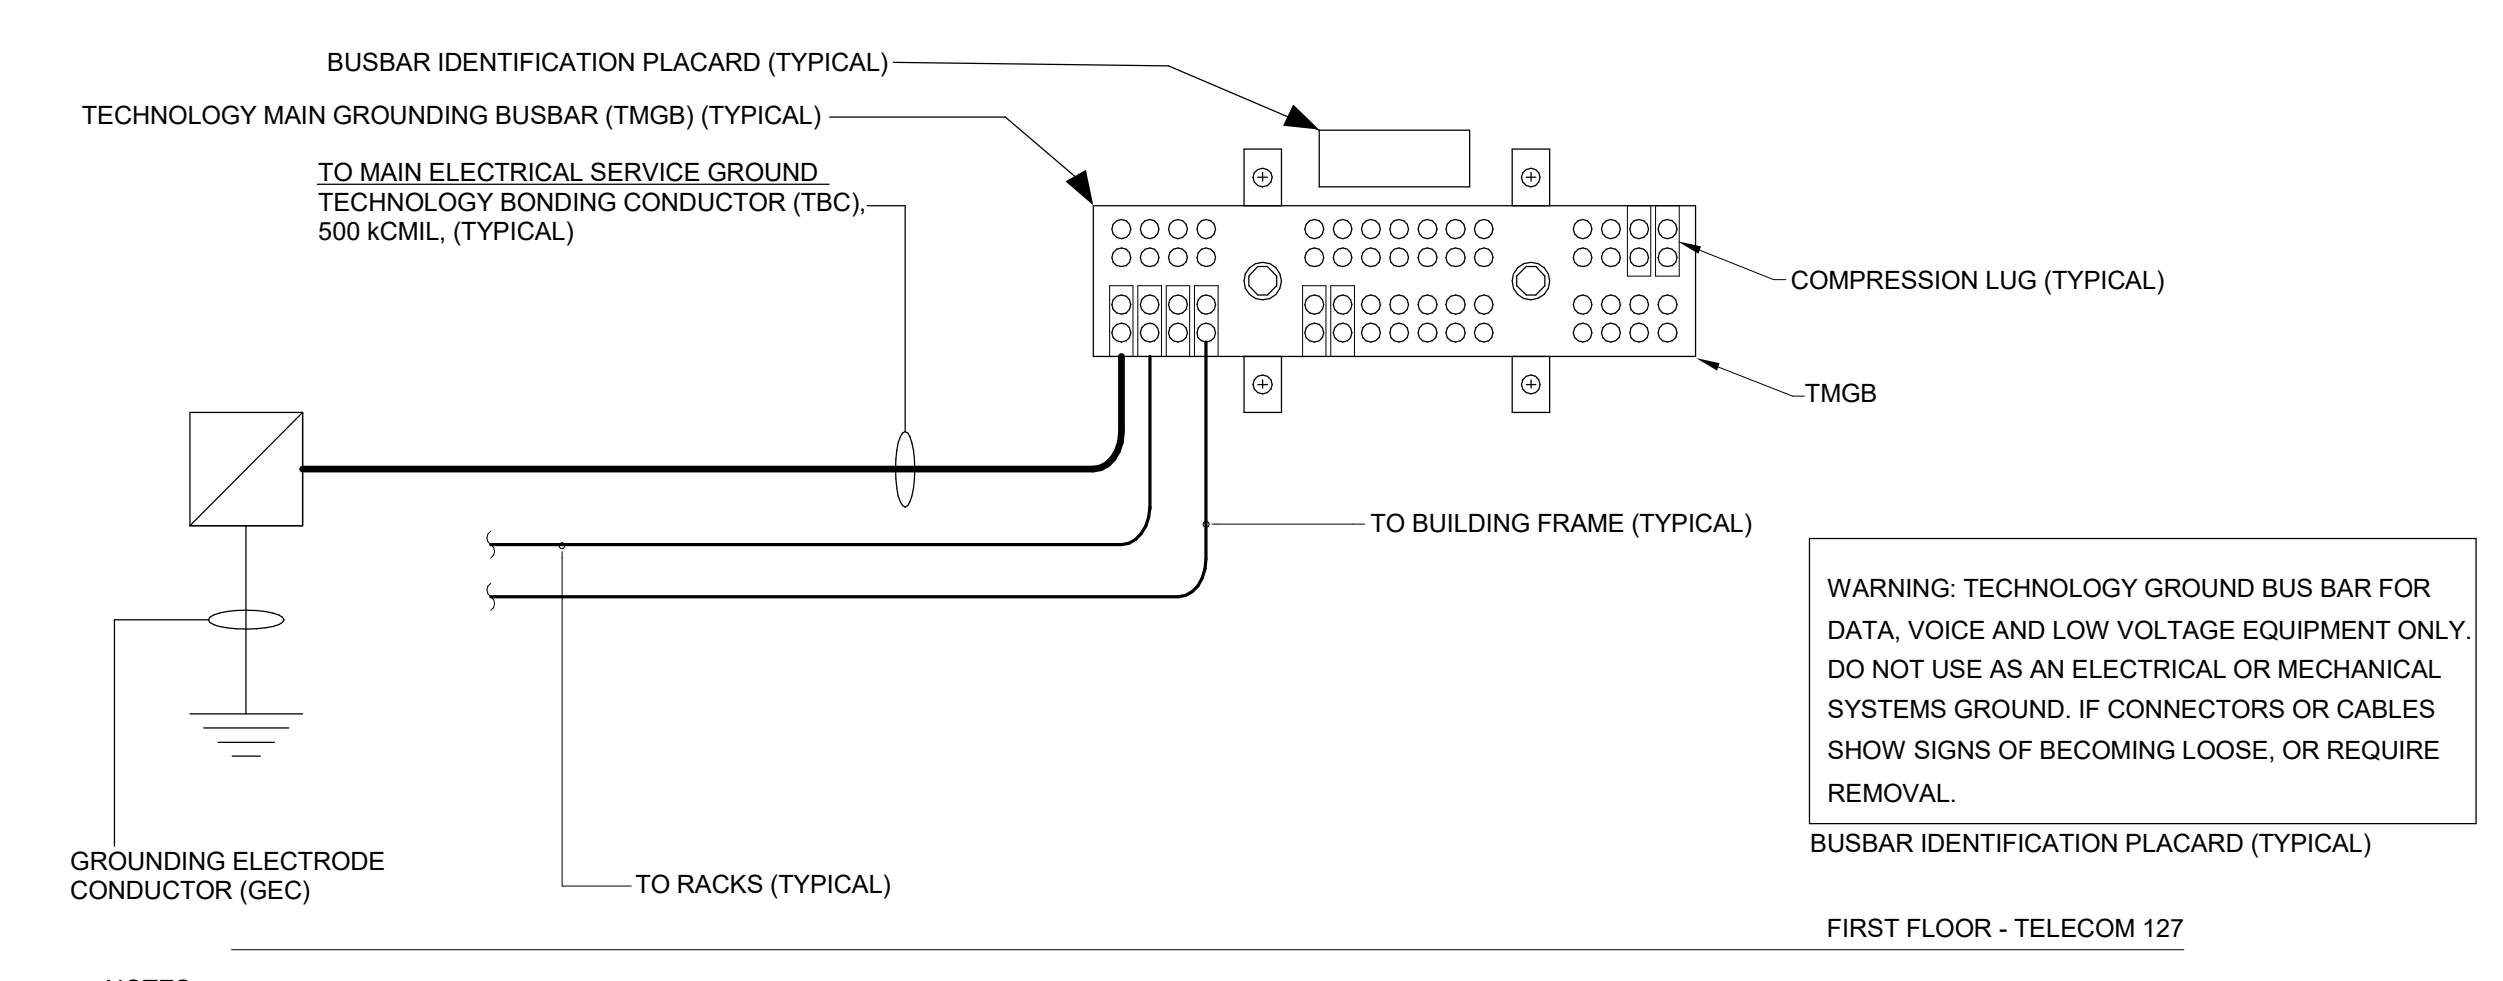 BUSBAR IDENTIFICATION PLACARD (TYPICAL)
TECHNOLOGY MAIN GROUNDING BUSBAR (TMGB) (TYPICAL)
TO MAIN ELECTRICAL SERVICE GROUND
TECHNOLOGY BONDING CONDUCTOR (TBC),
500 kCMIL, (TYPICAL)
COMPRESSION LUG (TYPICAL)
TMGB
TO BUILDING FRAME (TYPICAL)
WARNING: TECHNOLOGY GROUND BUS BAR FOR
DATA, VOICE AND LOW VOLTAGE EQUIPMENT ONLY.
DO NOT USE AS AN ELECTRICAL OR MECHANICAL
SYSTEMS GROUND. IF CONNECTORS OR CABLES
SHOW SIGNS OF BECOMING LOOSE, OR REQUIRE
REMOVAL.
BUSBAR IDENTIFICATION PLACARD (TYPICAL)
GROUNDING ELECTRODE
CONDUCTOR (GEC)
TO RACKS (TYPICAL)
FIRST FLOOR - TELECOM 127